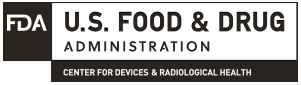 FDA
U.S. FOOD & DRUG
ADMINISTRATION
CENTER FOR DEVICES & RADIOLOGICAL HEALTH